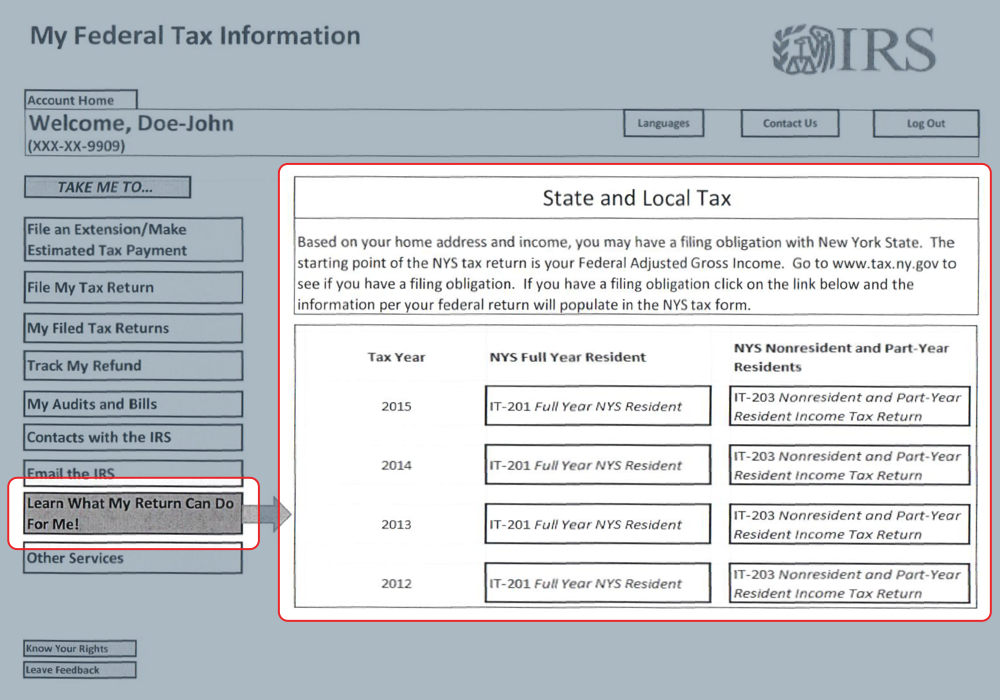 My Federal Tax Information
IRS
Account Home
Welcome, Doe-John
(XXX-XX-9909)
Languages
Contact Us
Log Out
TAKE ME TO...
File an Extension/Make
Estimated Tax Payment
File My Tax Return
My Filed Tax Returns
Track My Refund
My Audits and Bills
Contacts with the IRS
Email the IRS
Learn What My Return Can Do
For Me!
Other Services
Know Your Rights
Leave Feedback
State and Local Tax
Based on your home address and income, you may have a filing obligation with New York State. The
starting point of the NYS tax return is your Federal Adjusted Gross Income. Go to www.tax.ny.gov to
see if you have a filing obligation. If you have a filing obligation click on the link below and the
information per your federal return will populate in the NYS tax form.
Tax Year
NYS Full Year Resident
NYS Nonresident and Part-Year
Residents
2015
IT-201 Full Year NYS Resident
IT-203 Nonresident and Part-Year
Resident Income Tax Return
2014
IT-201 Full Year NYS Resident
IT-203 Nonresident and Part-Year
Resident Income Tax Return
2013
IT-201 Full Year NYS Resident
IT-203 Nonresident and Part-Year
Resident Income Tax Return
2012
IT-201 Full Year NYS Resident
IT-203 Nonresident and Part-Year
Resident Income Tax Return